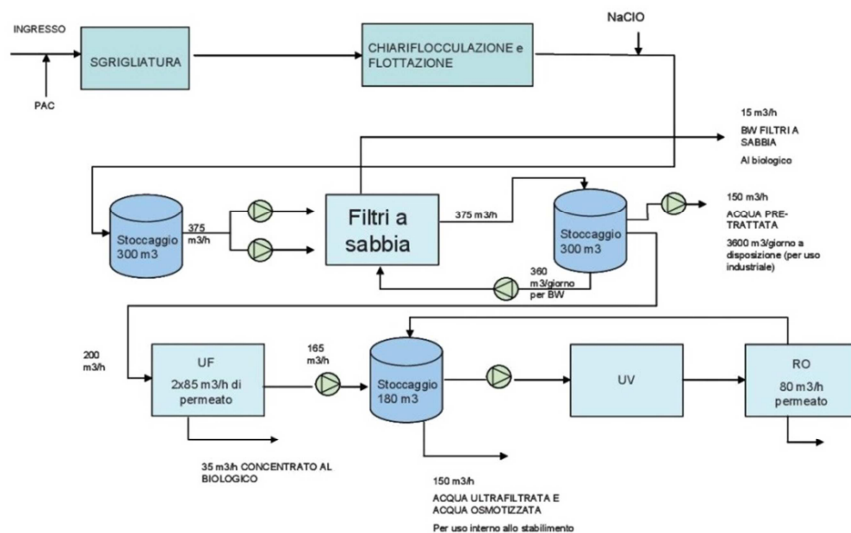 INGRESSO
PAC
SGRIGLIATURA
CHIARIFLOCCULAZIONE e
FLOTTAZIONE
NaClO
15 m3/h
BW FILTRI A
SABBIA
Al biologico
Stoccaggio
300 m3
375
m3/h
Filtri a
sabbia
375 m3/h
Stoccaggio
300 m3
150 m3/h
ACQUA PRE-
TRATTATA
3600 m3/giorno a
disposizione (per uso
industriale)
360
m3/giorno
per BW
200
m3/h
UF
2x85 m3/h di
permeato
165
m3/h
Stoccaggio
180 m3
UV
RO
80 m3/h
permeato
35 m3/h CONCENTRATO AL
BIOLOGICO
150 m3/h
ACQUA ULTRAFILTRATA E
ACQUA OSMOTIZZATA
Per uso interno allo stabilimento